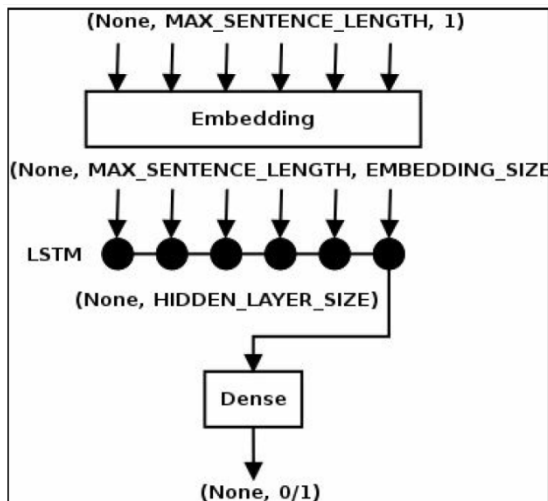 (None, MAX_SENTENCE_LENGTH, 1)
Embedding
(None, MAX_SENTENCE_LENGTH, EMBEDDING_SIZE
LSTM
(None, HIDDEN_LAYER_SIZE)
Dense
(None, 0/1)